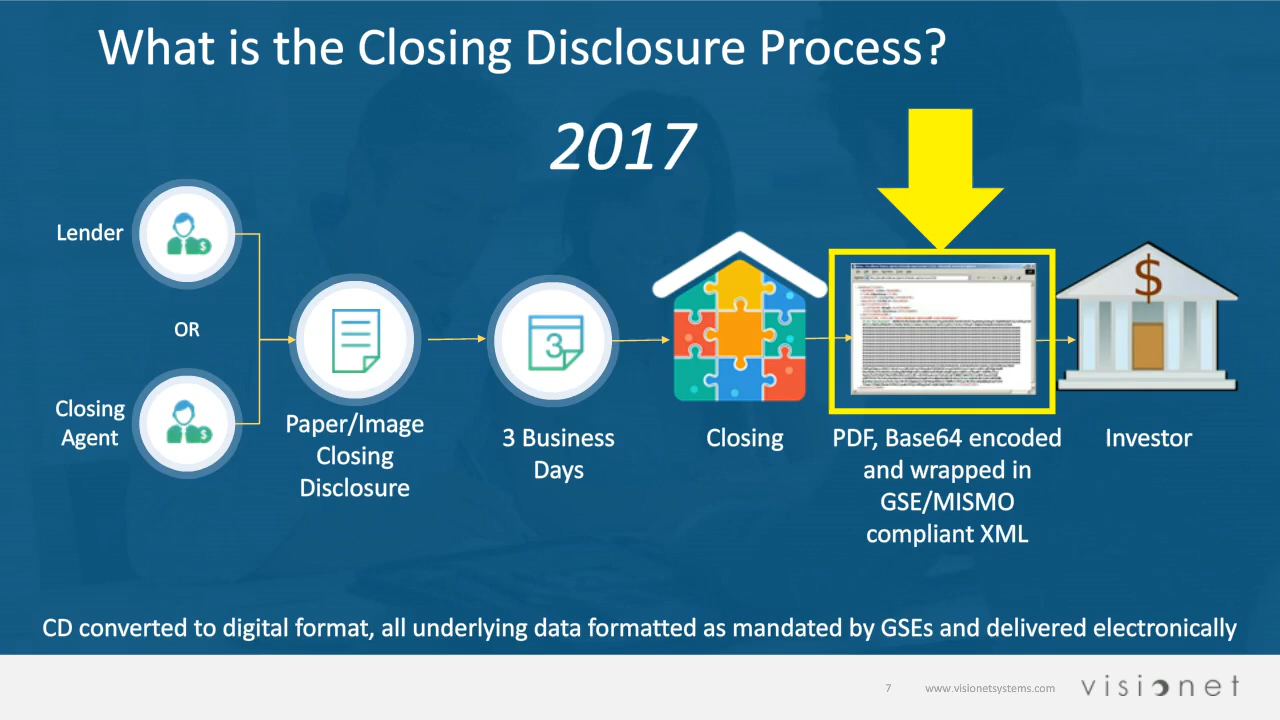 What is the Closing Disclosure Process?
2017
Lender
OR
Closing
Agent
Paper/Image
Closing
Disclosure
3
3 Business
Days
Closing
PDF, Base64 encoded
and wrapped in
GSE/MISMO
compliant XML
$
Investor
CD converted to digital format, all underlying data formatted as mandated by GSEs and delivered electronically
7
www.visionetsystems.com
visionet